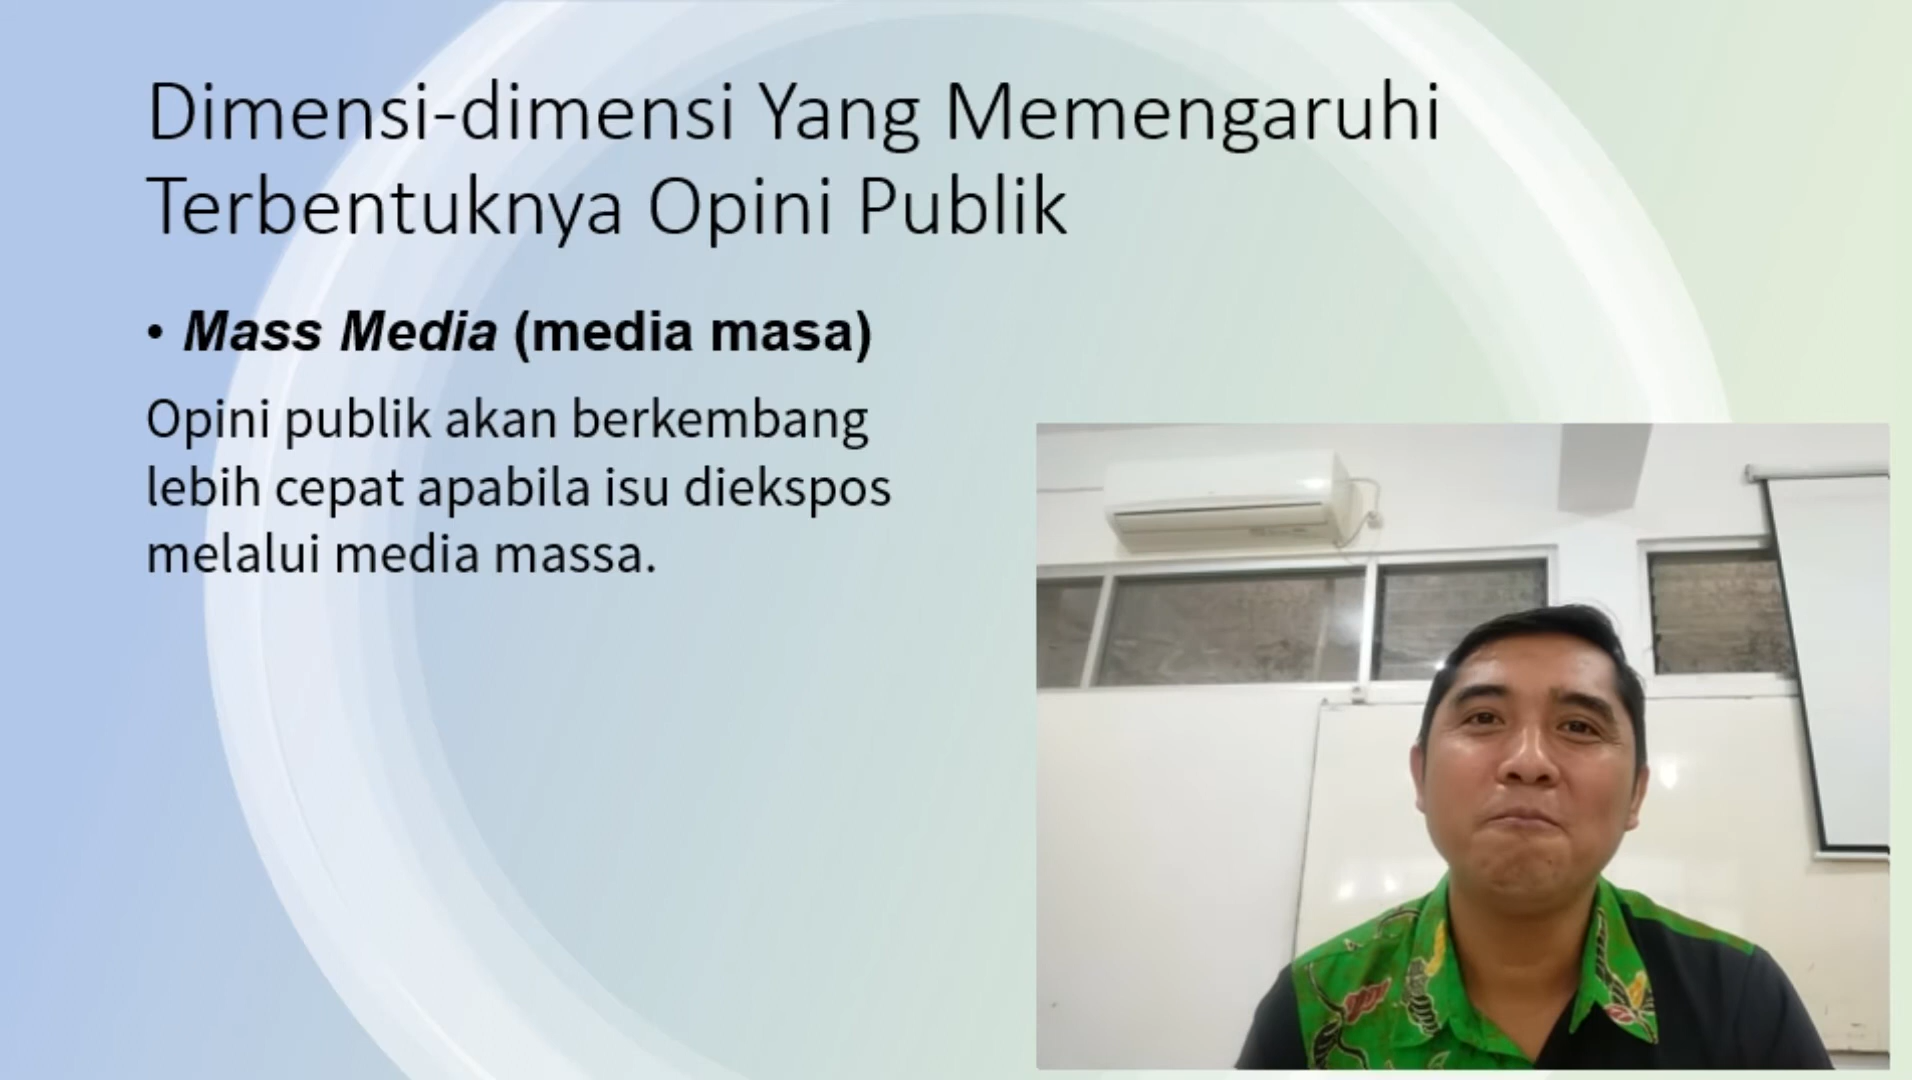 Dimensi-dimensi Yang Memengaruhi
Terbentuknya Opini Publik
• Mass Media (media masa)
Opini publik akan berkembang
lebih cepat apabila isu diekspos
melalui media massa.